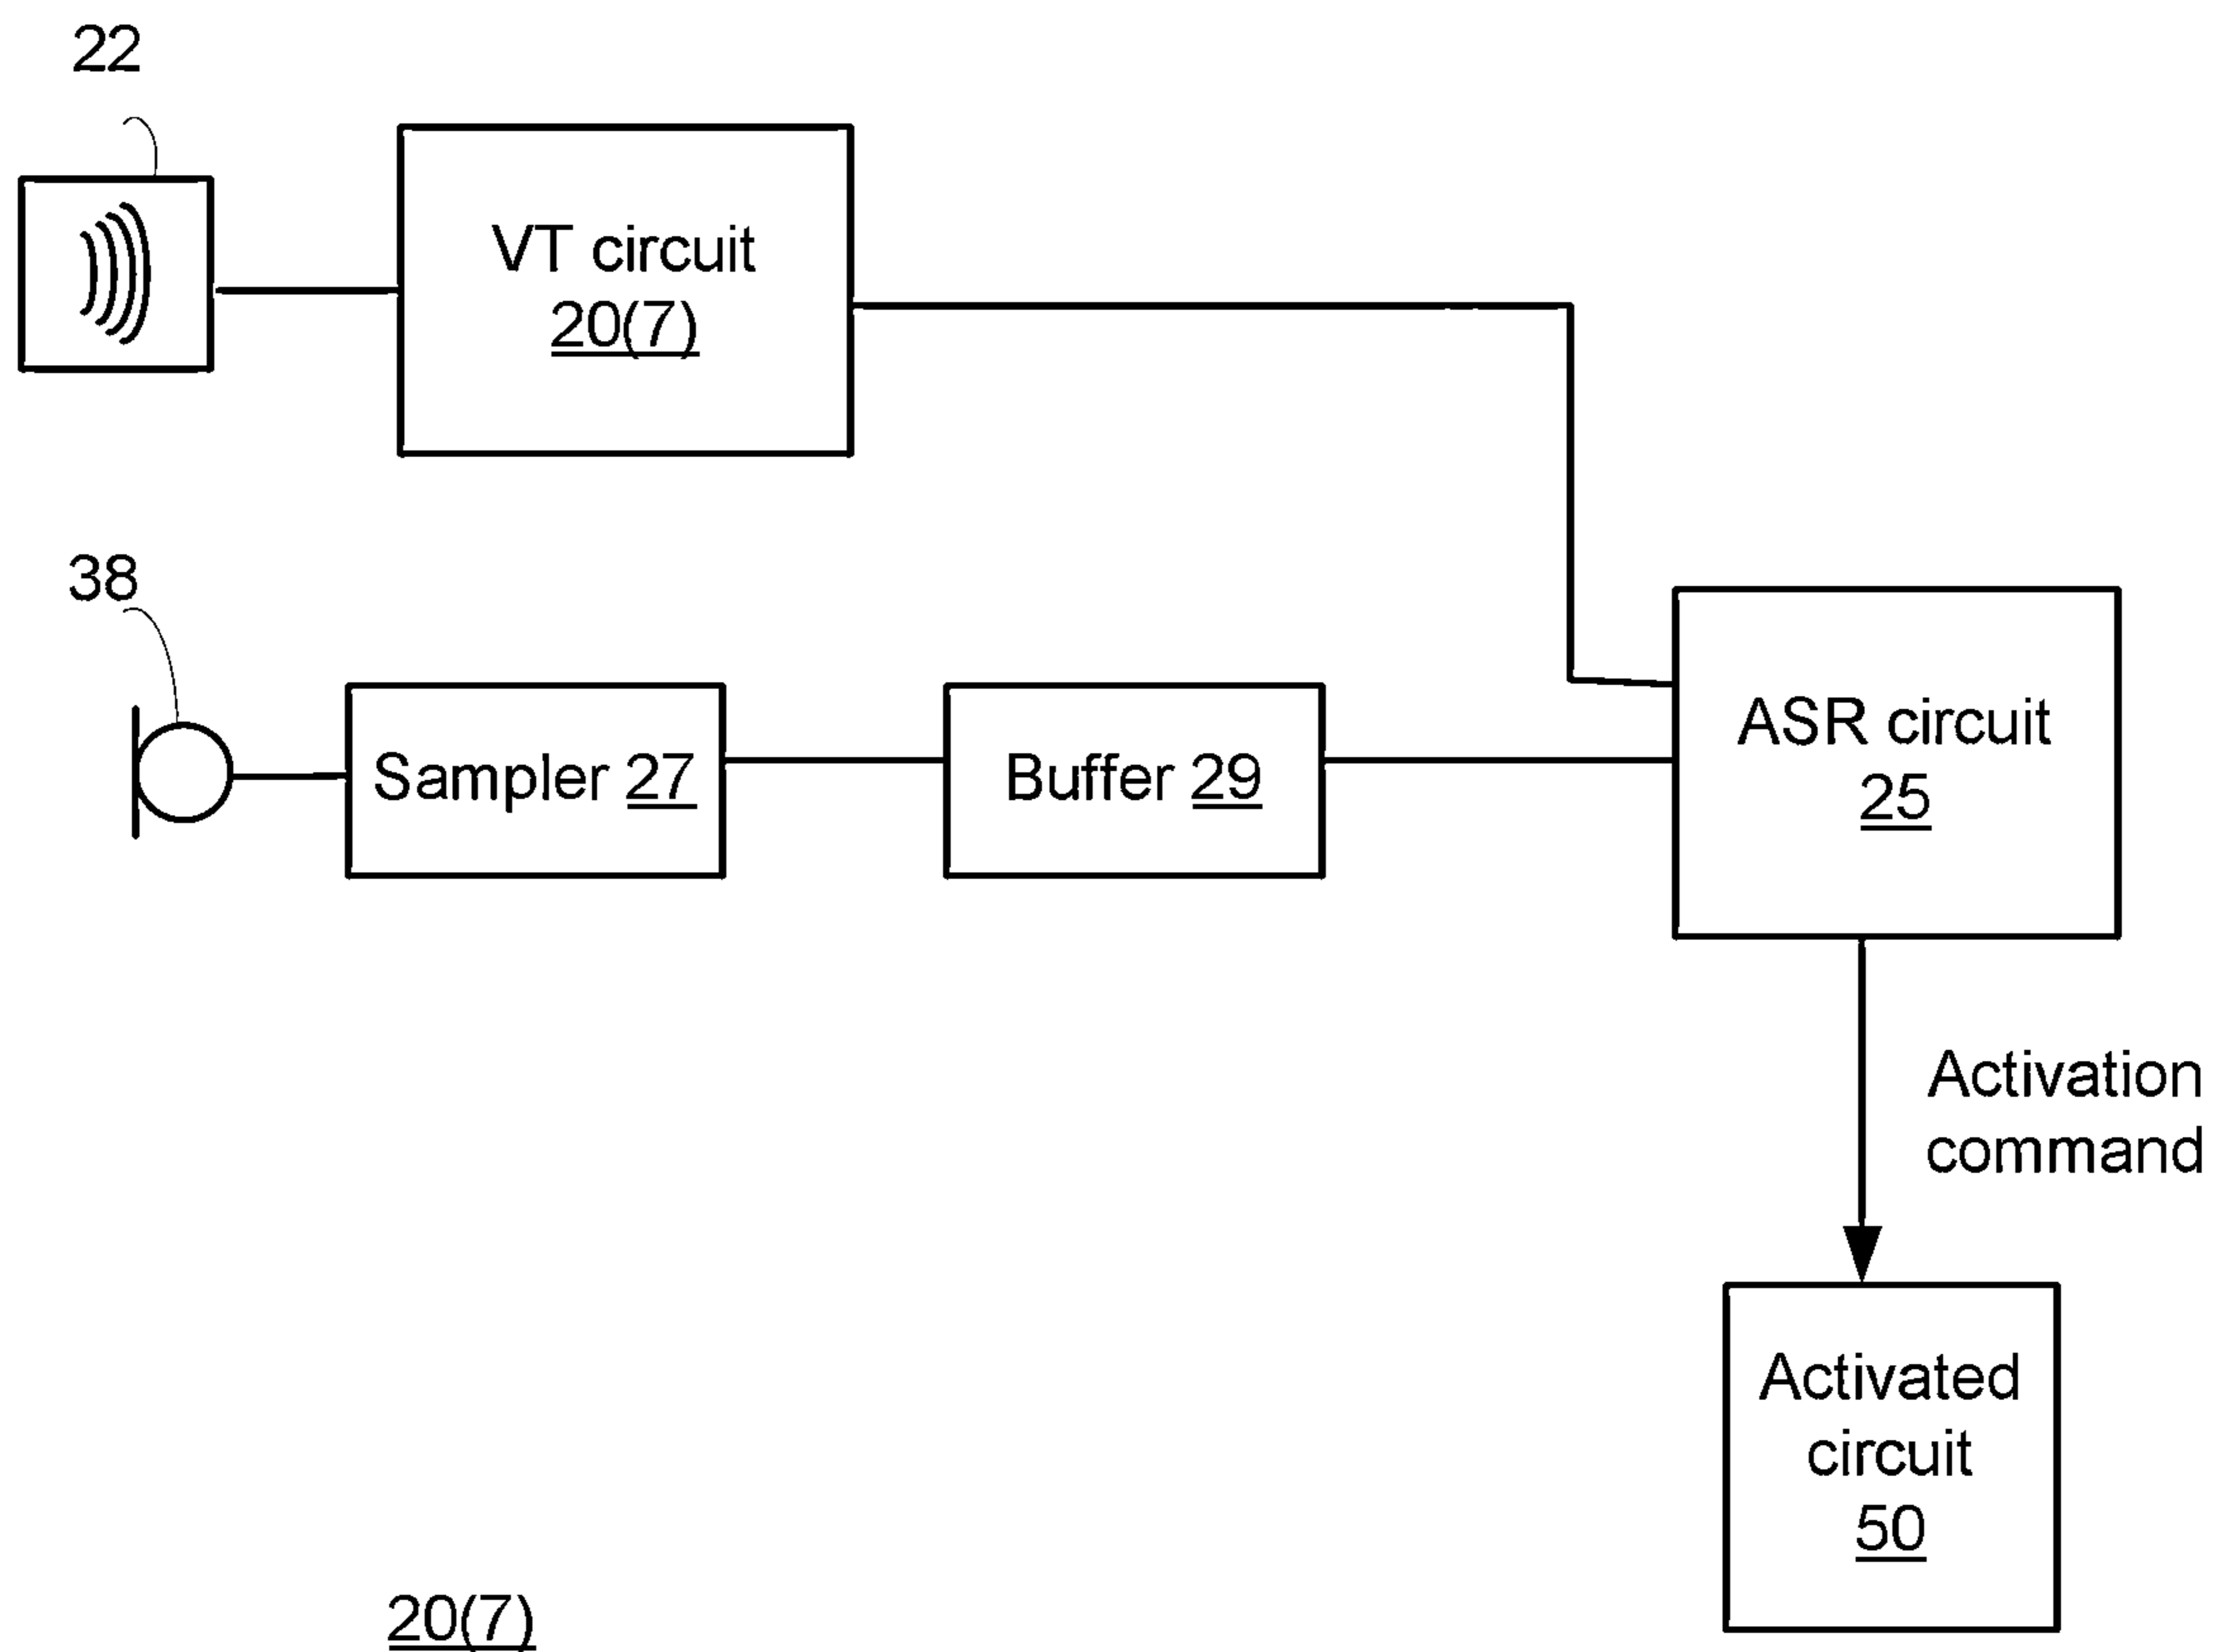 22
VT circuit
20(7)
38
Sampler 27
Buffer 29
ASR circuit
25
Activation
command
Activated
circuit
50
20(7)